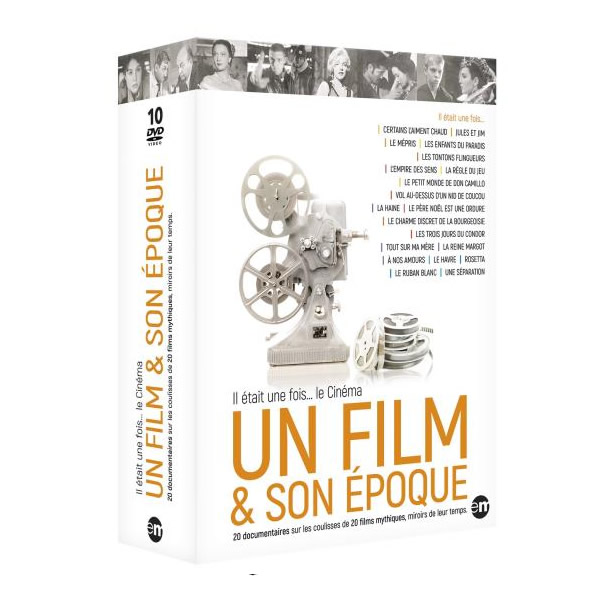 10
DVD
VIDEO
Il était une fois... le Cinéma
UN FILM & SON ÉPOQUE
20 documentaires sur les coulisses de 20 films mythiques, miroirs de leur temps.
em
Il était une fois...
CERTAINS L'AIMENT CHAUD | JULES ET JIM
LE MÉPRIS | LES ENFANTS DU PARADIS
LES TONTONS FLINGUEURS
L'EMPIRE DES SENS | LA RÈGLE DU JEU
LE PETIT MONDE DE DON CAMILLO
VOL AU-DESSUS D'UN NID DE COUCOU
LA HAINE | LE PÈRE NOËL EST UNE ORDURE
LE CHARME DISCRET DE LA BOURGEOISIE
LES TROIS JOURS DU CONDOR
TOUT SUR MA MÈRE | LA REINE MARGOT
À NOS AMOURS | LE HAVRE | ROSETTA
LE RUBAN BLANC | UNE SÉPARATION
Il était une fois... le Cinéma
UN FILM
& SON ÉPOQUE
20 documentaires sur les coulisses de 20 films mythiques, miroirs de leur temps.
em